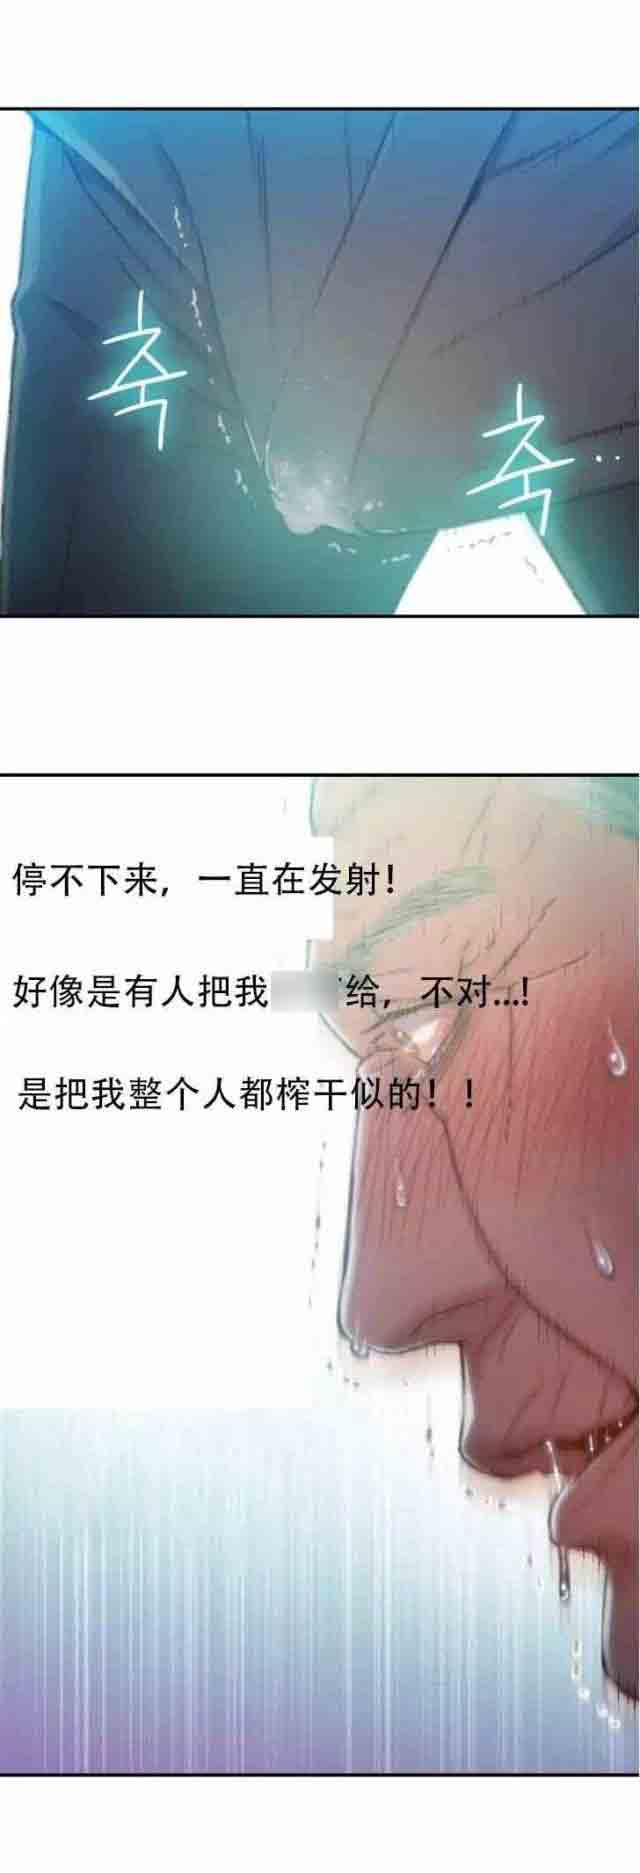 축
축..
停不下来，一直在发射！
好像是有人把我 给，不对...!
是把我整个人都榨干似的！！